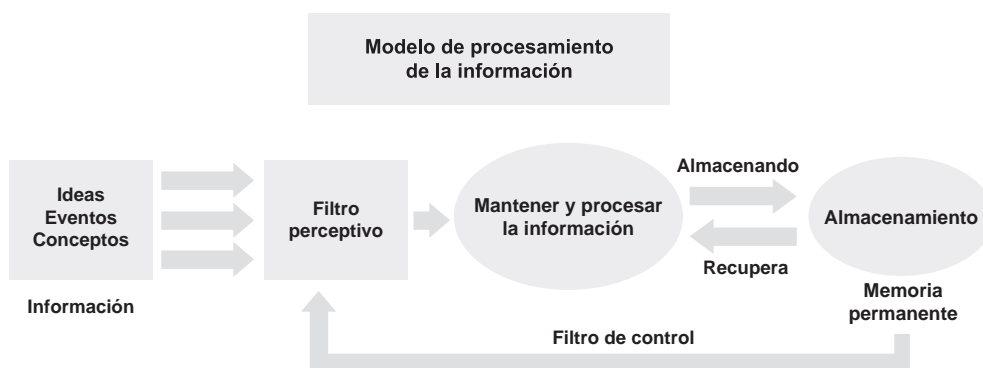 Modelo de procesamiento
de la información
Ideas
Eventos
Conceptos
Información
Filtro
perceptivo
Mantener y procesar
la información
Almacenando
Recupera
Almacenamiento
Memoria
permanente
Filtro de control